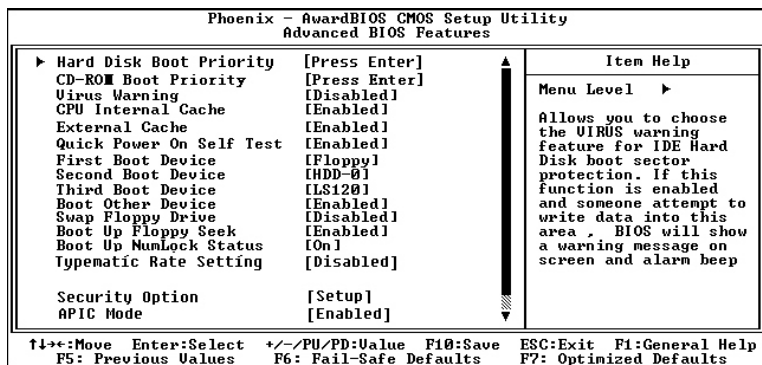 Phoenix - AwardBIOS CMOS Setup Utility
Advanced BIOS Features
▶ Hard Disk Boot Priority [Press Enter]
CD-ROM Boot Priority [Press Enter]
Virus Warning [Disabled]
CPU Internal Cache [Enabled]
External Cache [Enabled]
Quick Power On Self Test [Enabled]
First Boot Device [Floppy]
Second Boot Device [HDD-0]
Third Boot Device [LS120]
Boot Other Device [Enabled]
Swap Floppy Drive [Disabled]
Boot Up Floppy Seek [Enabled]
Boot Up NumLock Status [On]
Typematic Rate Setting [Disabled]
Security Option [Setup]
APIC Mode [Enabled]
Item Help
Menu Level ▶
Allows you to choose
the VIRUS warning
feature for IDE Hard
Disk boot sector
protection. If this
function is enabled
and someone attempt to
write data into this
area , BIOS will show
a warning message on
screen and alarm beep
↑↓→←:Move Enter:Select +/-/PU/PD:Value F10:Save ESC:Exit F1:General Help
F5: Previous Values F6: Fail-Safe Defaults F7: Optimized Defaults